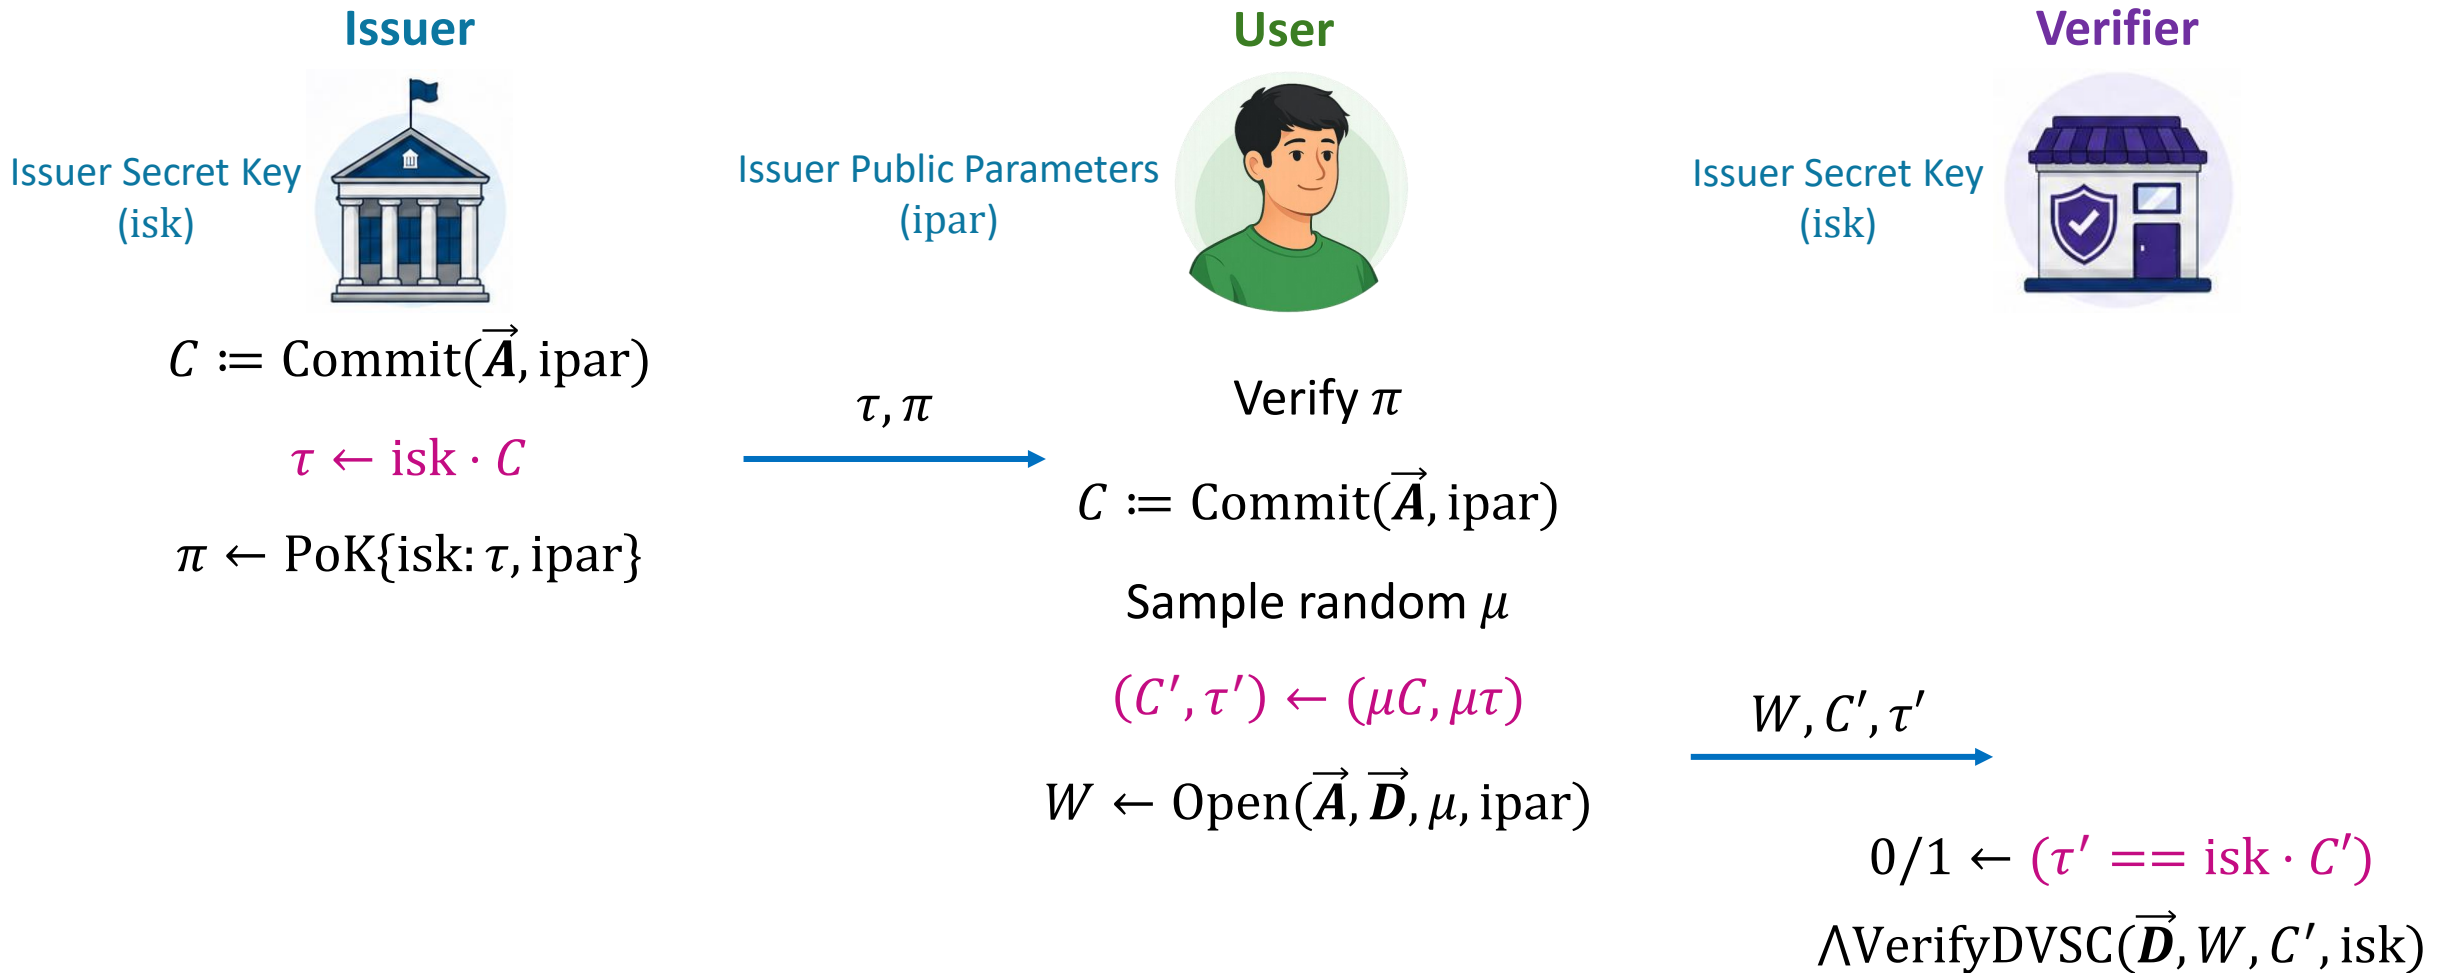 Issuer
User
Verifier
Issuer Secret Key
(isk)
Issuer Public Parameters
(ipar)
Issuer Secret Key
(isk)
C ≔ Commit(A⃗, ipar)
τ ← isk · C
π ← PoK{isk: τ, ipar}
τ, π
Verify π
C ≔ Commit(A⃗, ipar)
Sample random μ
(C′, τ′) ← (μC, μτ)
W ← Open(A⃗, D⃗, μ, ipar)
W, C′, τ′
0/1 ← (τ′ == isk · C′)
∧VerifyDVSC(D⃗, W, C′, isk)